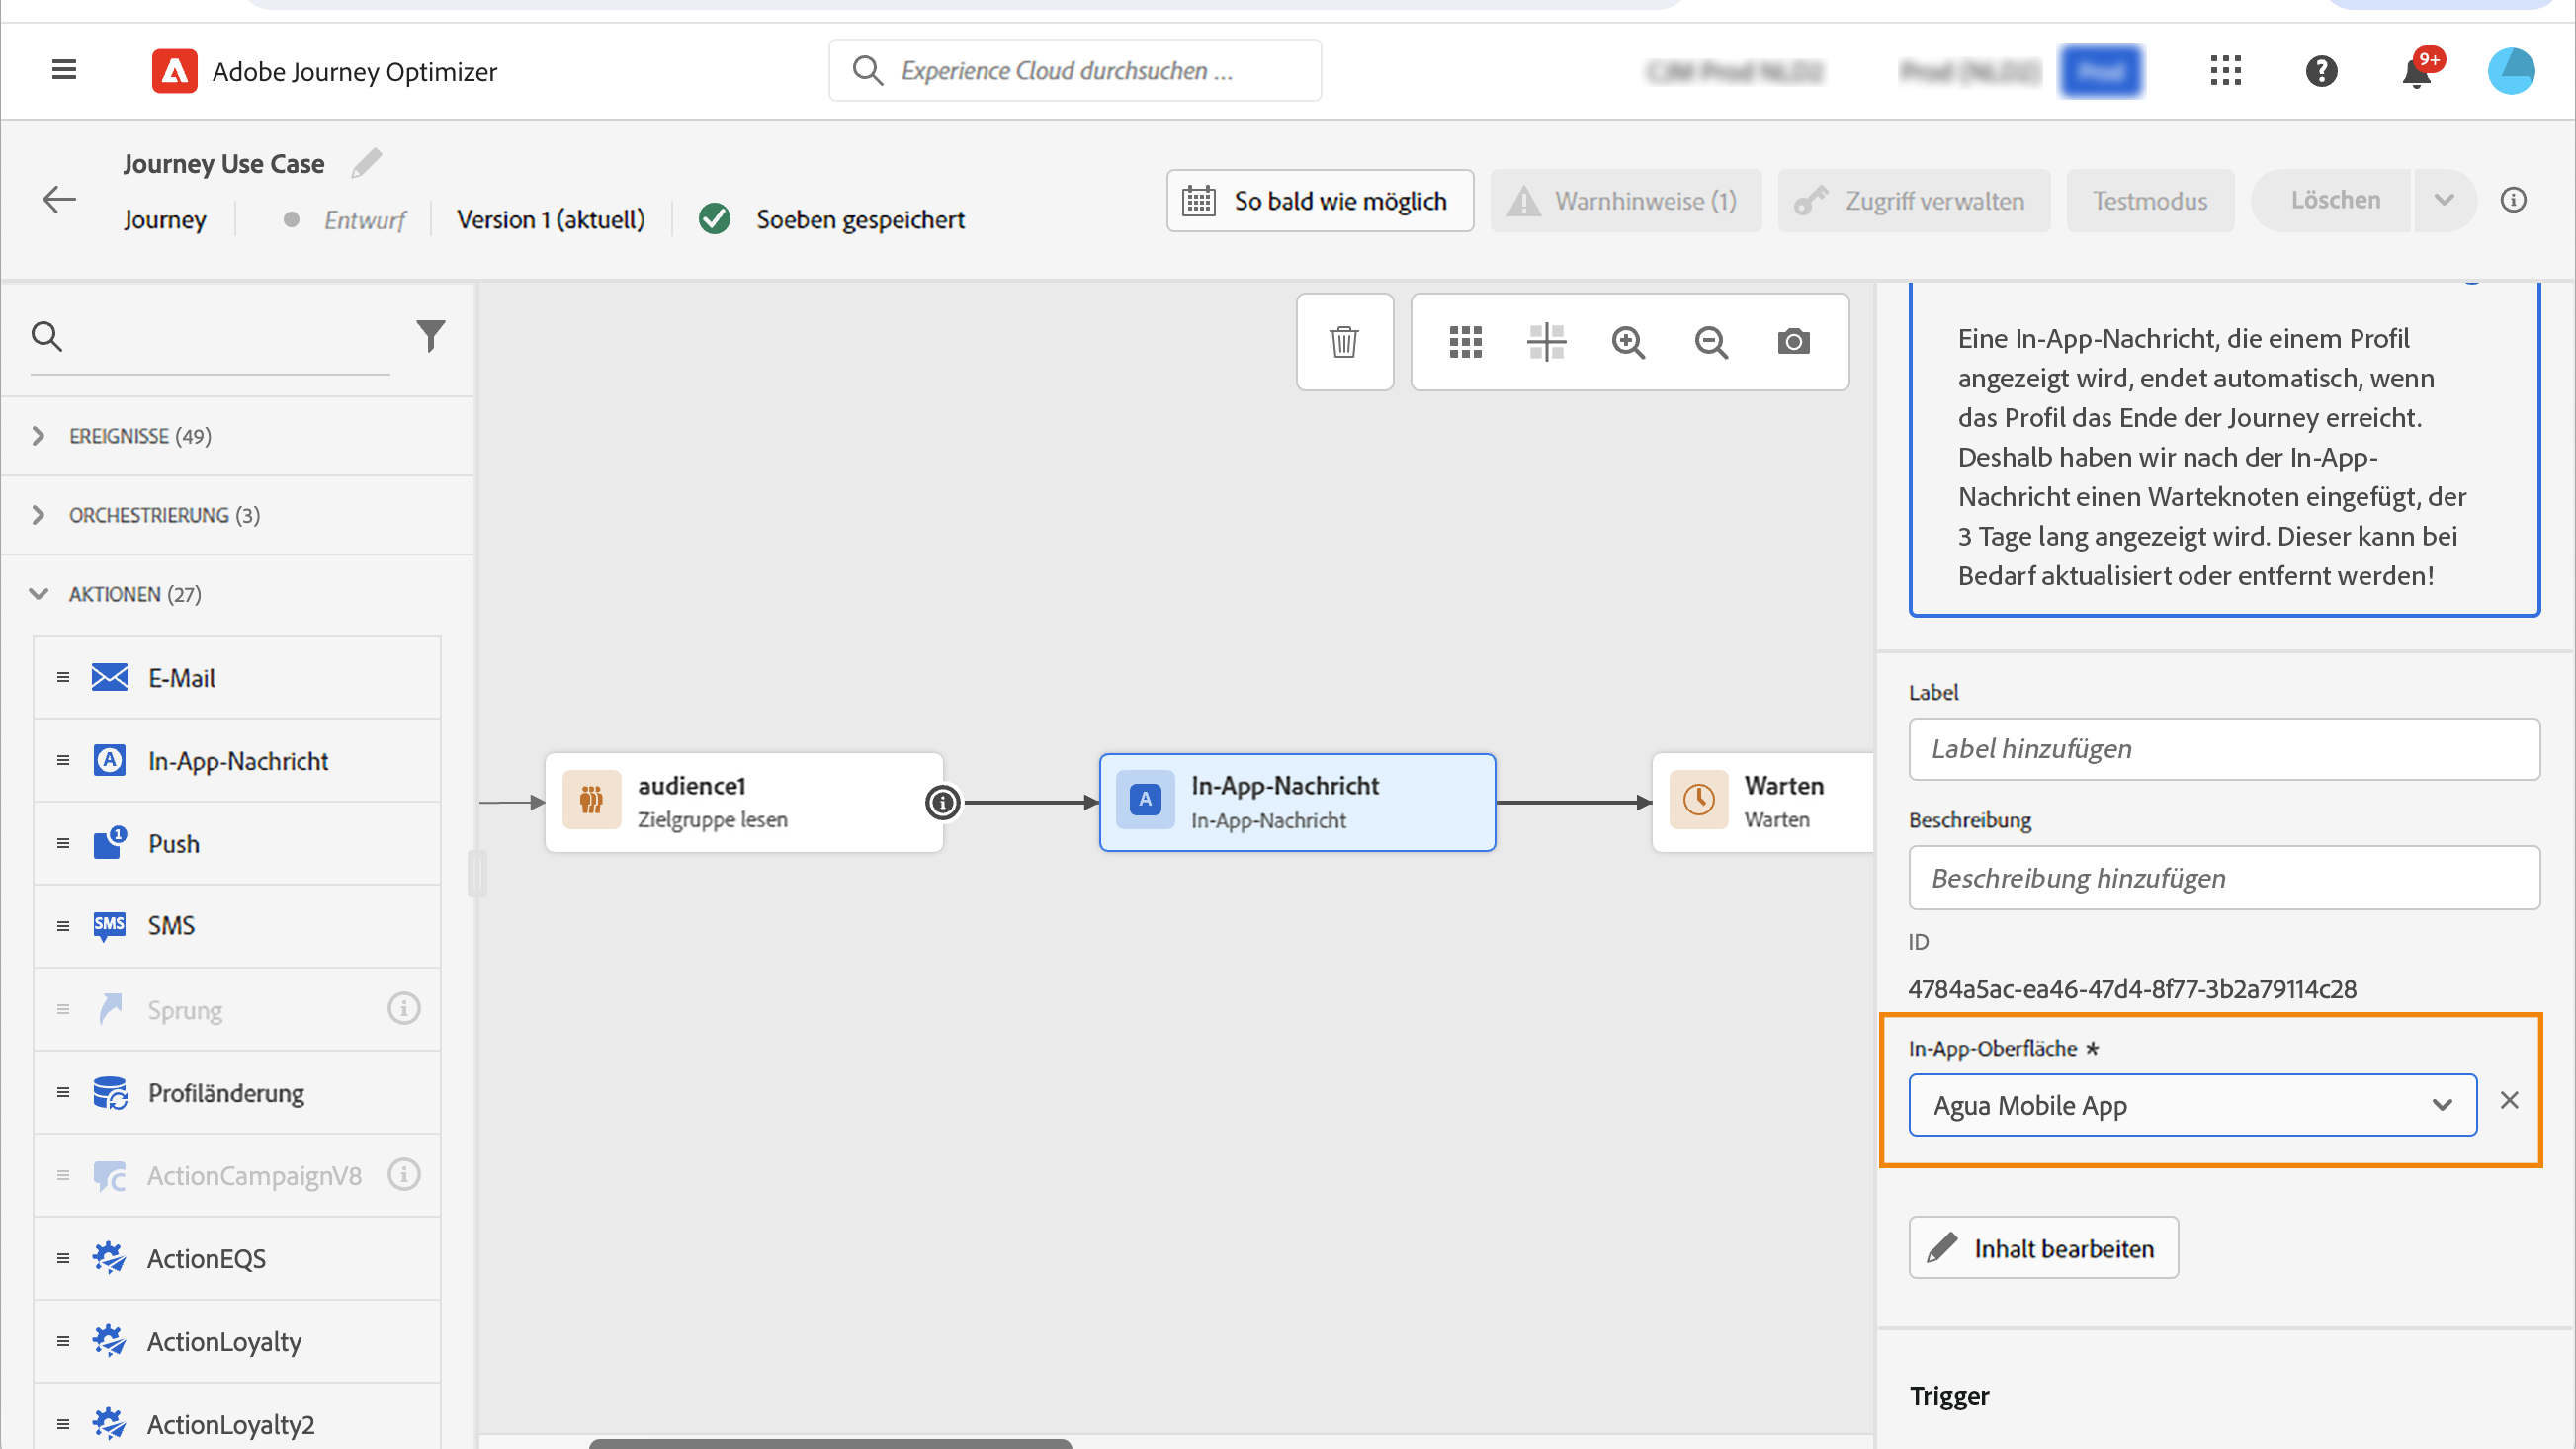 Adobe Journey Optimizer
Experience Cloud durchsuchen ...
9+
Journey Use Case
Journey
Entwurf
Version 1 (aktuell)
Soeben gespeichert
So bald wie möglich
Warnhinweise (1)
Zugriff verwalten
Testmodus
Löschen
EREIGNISSE (49)
ORCHESTRIERUNG (3)
AKTIONEN (27)
E-Mail
In-App-Nachricht
1
Push
SMS
SMS
Sprung
Profiländerung
ActionCampaignV8
ActionEQS
ActionLoyalty
ActionLoyalty2
audience1
Zielgruppe lesen
In-App-Nachricht
In-App-Nachricht
Warten
Warten
Eine In-App-Nachricht, die einem Profil
angezeigt wird, endet automatisch, wenn
das Profil das Ende der Journey erreicht.
Deshalb haben wir nach der In-App-
Nachricht einen Warteknoten eingefügt, der
3 Tage lang angezeigt wird. Dieser kann bei
Bedarf aktualisiert oder entfernt werden!
Label
Label hinzufügen
Beschreibung
Beschreibung hinzufügen
ID
4784a5ac-ea46-47d4-8f77-3b2a79114c28
In-App-Oberfläche *
Agua Mobile App
Inhalt bearbeiten
Trigger